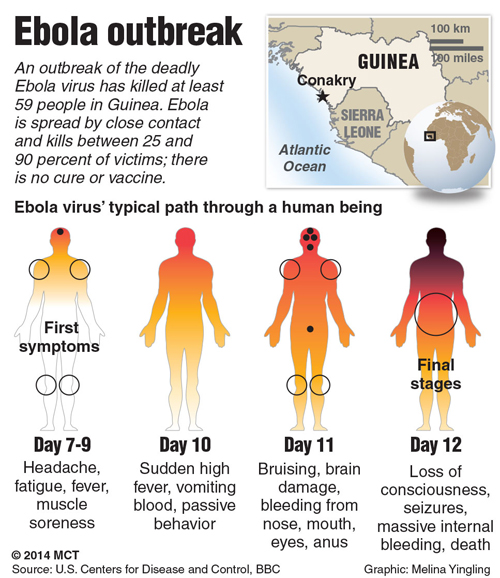 Ebola outbreak
An outbreak of the deadly
Ebola virus has killed at least
59 people in Guinea. Ebola
is spread by close contact
and kills between 25 and
90 percent of victims; there
is no cure or vaccine.
100 km
100 miles
GUINEA
Conakry
SIERRA
LEONE
Atlantic
Ocean
Ebola virus’ typical path through a human being
First
symptoms
Final
stages
Day 7-9
Headache,
fatigue, fever,
muscle
soreness
Day 10
Sudden high
fever, vomiting
blood, passive
behavior
Day 11
Bruising, brain
damage,
bleeding from
nose, mouth,
eyes, anus
Day 12
Loss of
consciousness,
seizures,
massive internal
bleeding, death
© 2014 MCT
Source: U.S. Centers for Disease and Control, BBC
Graphic: Melina Yingling